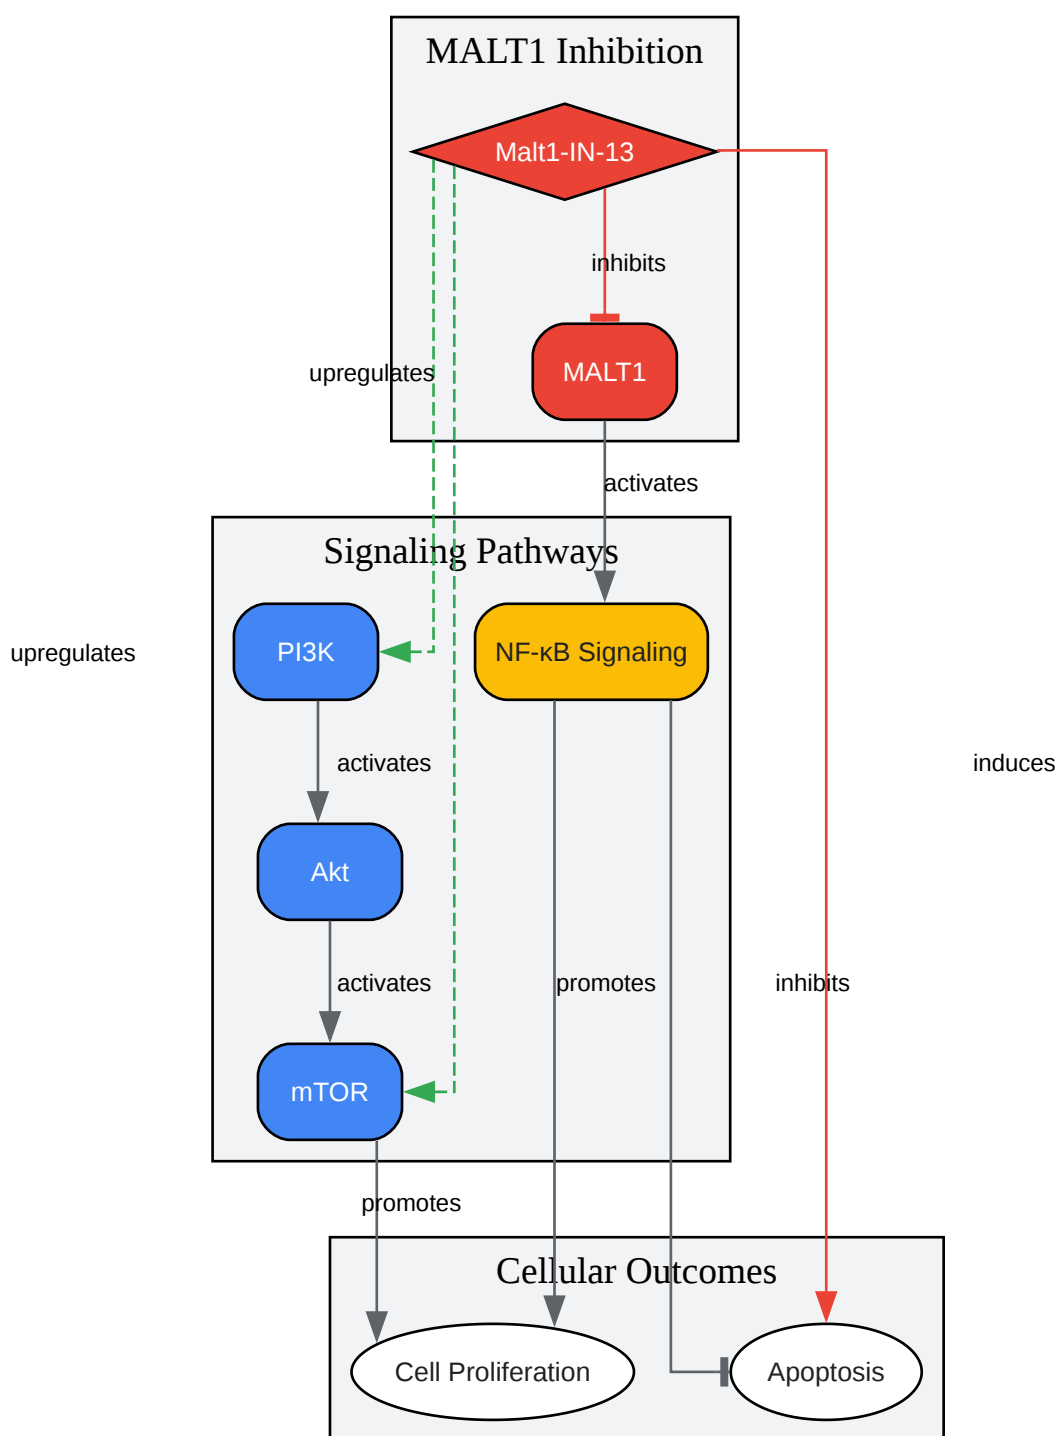 MALT1 Inhibition
Malt1-IN-13
inhibits
MALT1
upregulates
activates
Signaling Pathways
PI3K
NF-κB Signaling
upregulates
activates
induces
Akt
activates
promotes
inhibits
mTOR
promotes
Cellular Outcomes
Cell Proliferation
Apoptosis